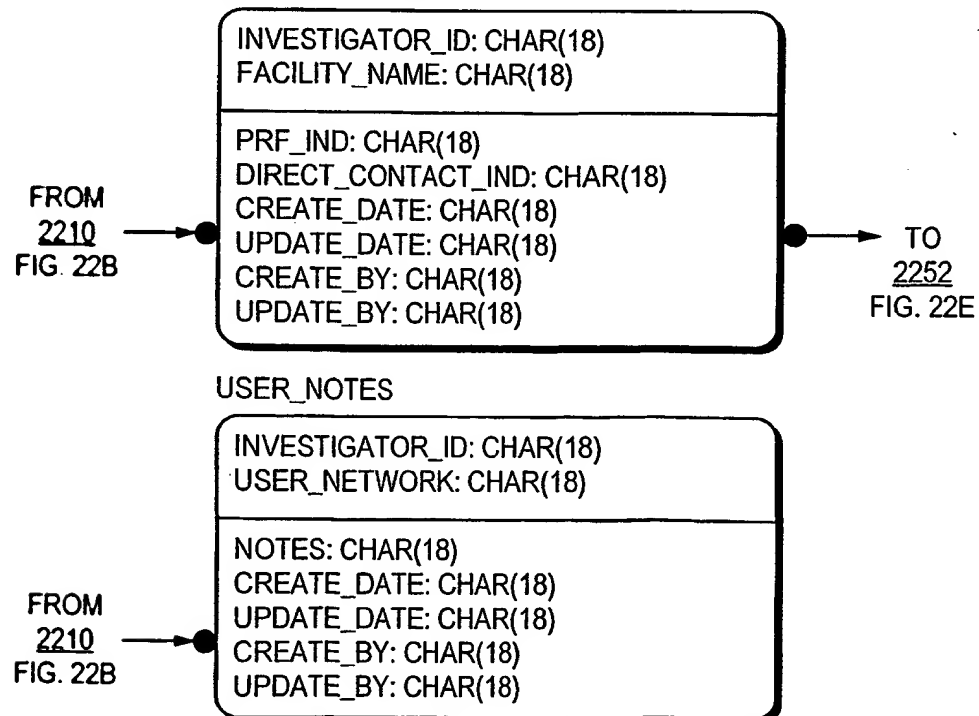 INVESTIGATOR_ID: CHAR(18)
FACILITY_NAME: CHAR(18)
PRF_IND: CHAR(18)
DIRECT_CONTACT_IND: CHAR(18)
CREATE_DATE: CHAR(18)
UPDATE_DATE: CHAR(18)
CREATE_BY: CHAR(18)
UPDATE_BY: CHAR(18)
FROM
2210
FIG. 22B
TO
2252
FIG. 22E
USER_NOTES
INVESTIGATOR_ID: CHAR(18)
USER_NETWORK: CHAR(18)
NOTES: CHAR(18)
CREATE_DATE: CHAR(18)
UPDATE_DATE: CHAR(18)
CREATE_BY: CHAR(18)
UPDATE_BY: CHAR(18)
FROM
2210
FIG. 22B